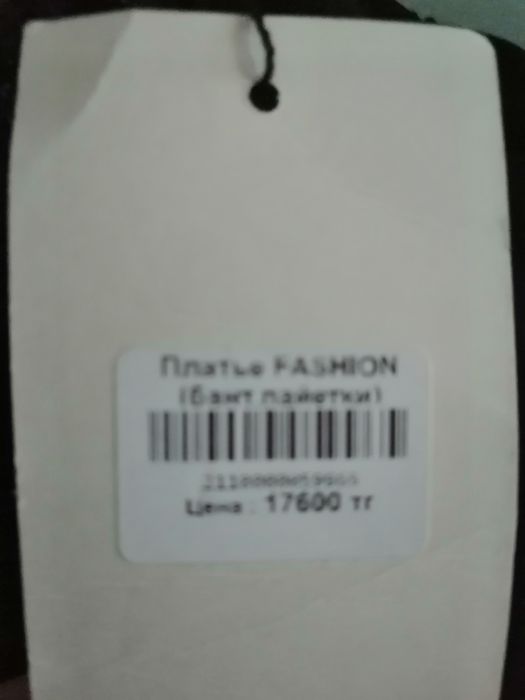 Платье FASHION
(бант пайетки)
Цена : 17600 тг